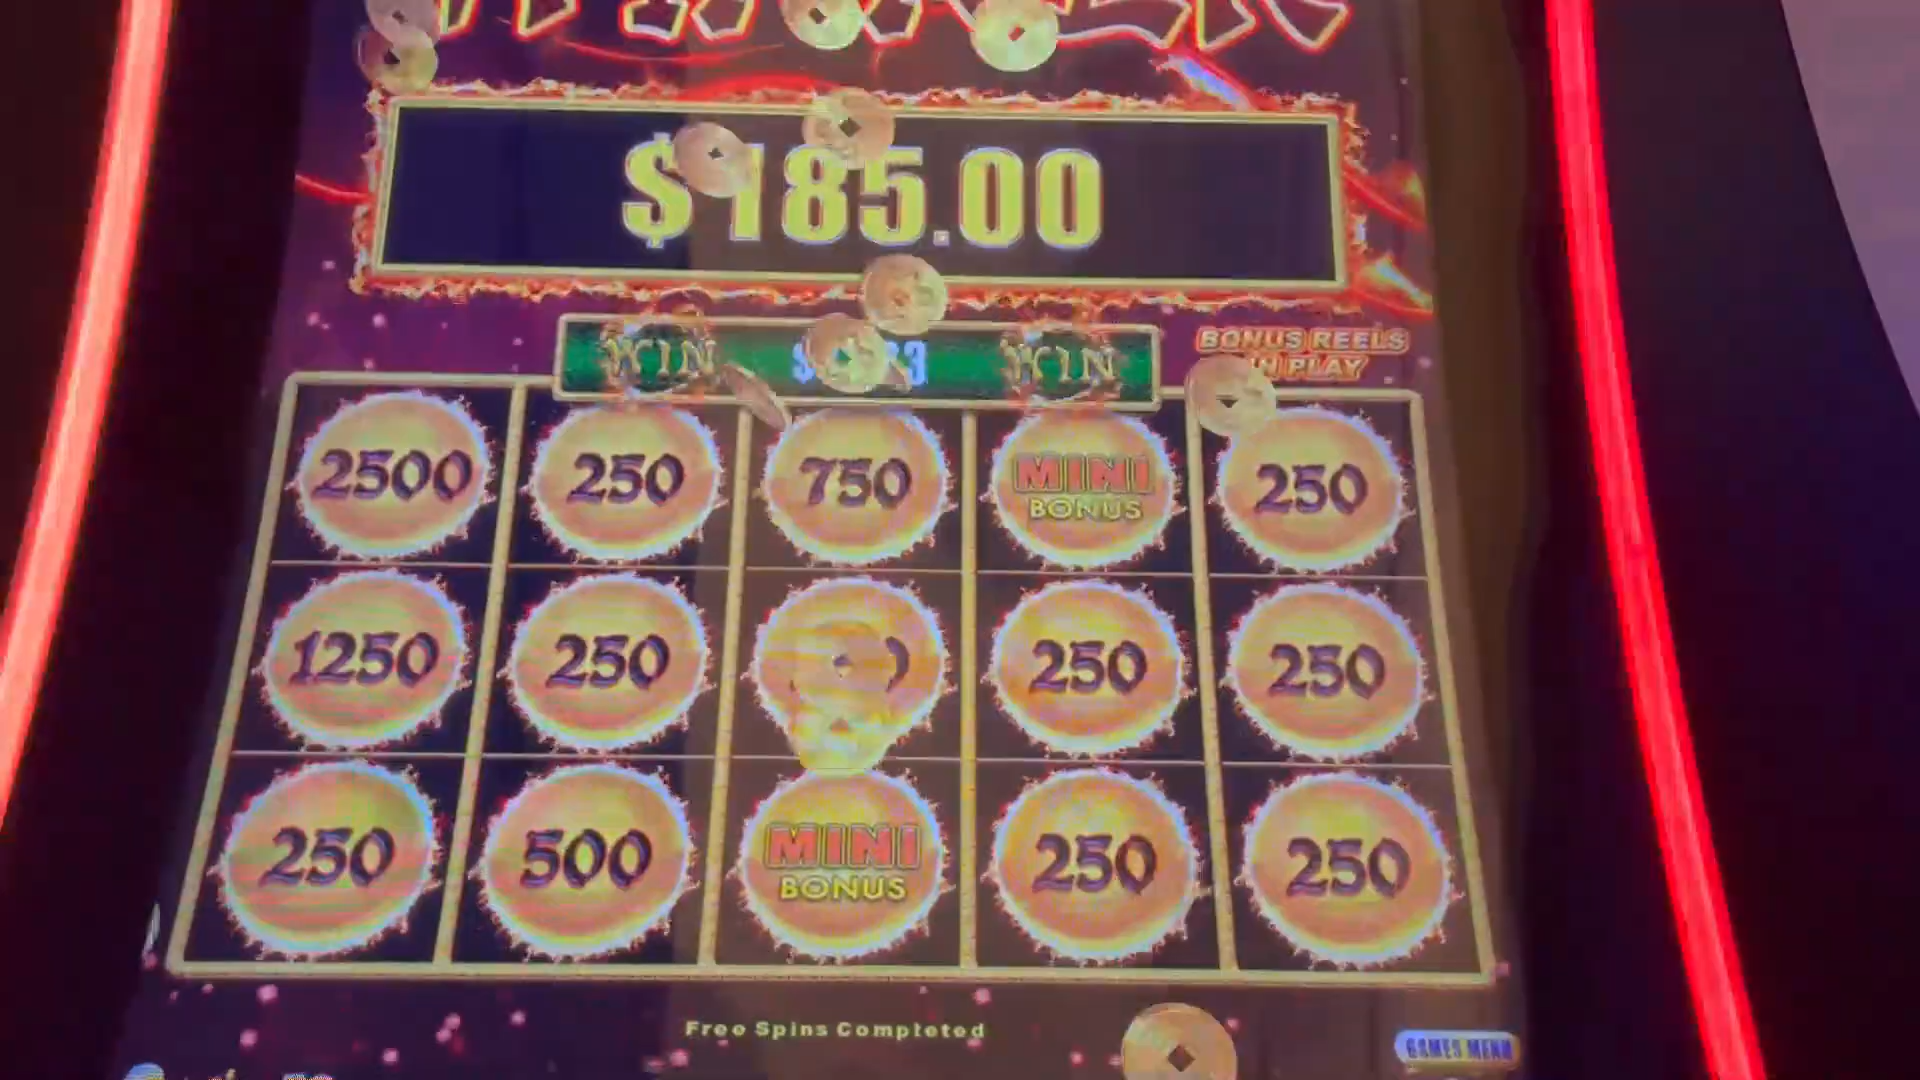 $185.00
WIN WIN
BONUS REELS
IN PLAY
2500 250 750 MINI BONUS 250
1250 250 250 250
250 500 MINI BONUS 250 250
Free Spins Completed
GAMES MENU